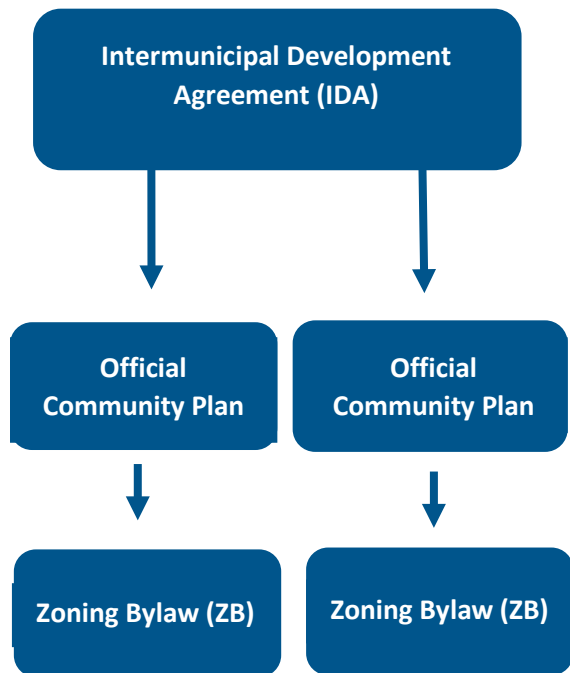 Intermunicipal Development
Agreement (IDA)
Official
Community Plan
Official
Community Plan
Zoning Bylaw (ZB)
Zoning Bylaw (ZB)